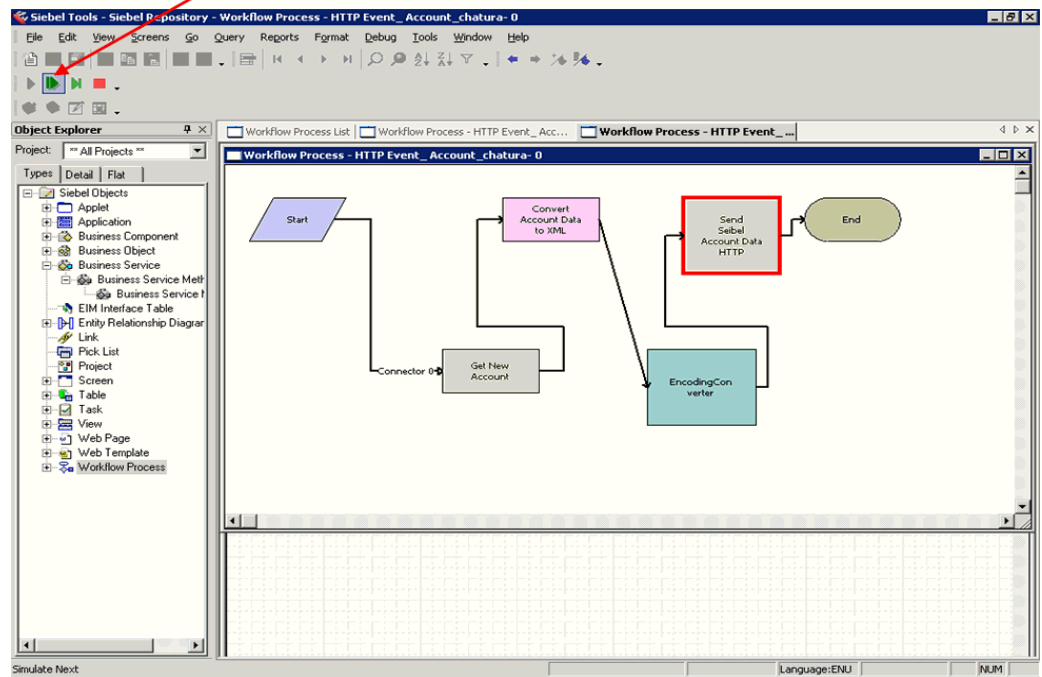 Siebel Tools - Siebel Repository - Workflow Process - HTTP Event_ Account_chatura- 0
File Edit View Screens Go Query Reports Format Debug Tools Window Help
Object Explorer
Project: ** All Projects **
Types Detail Flat
Siebel Objects
Applet
Application
Business Component
Business Object
Business Service
Business Service Meth
Business Service M
EIM Interface Table
Entity Relationship Diagrar
Link
Pick List
Project
Screen
Table
Task
View
Web Page
Web Template
Workflow Process
Workflow Process List Workflow Process - HTTP Event_ Acc... Workflow Process - HTTP Event_ ...
Workflow Process - HTTP Event_ Account_chatura- 0
Start
Convert
Account Data
to XML
Send
Seibel
Account Data
HTTP
End
Connector 0
Get New
Account
EncodingCon
verter
Simulate Next
Language:ENU
NUM